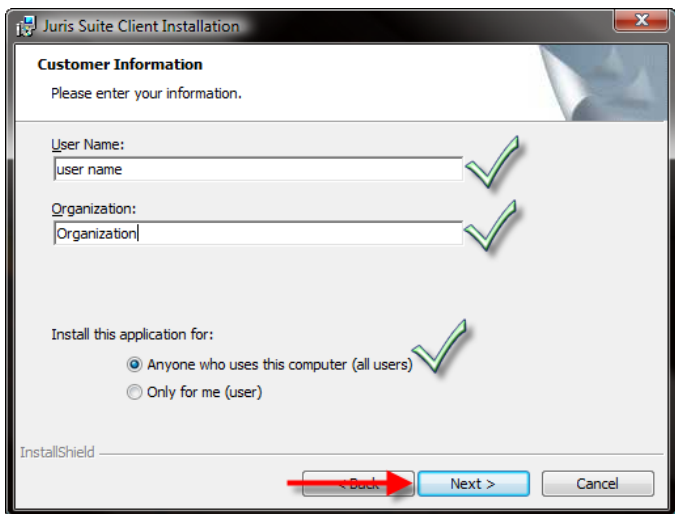 Juris Suite Client Installation
Customer Information
Please enter your information.
User Name:
user name
Organization:
Organization
Install this application for:
Anyone who uses this computer (all users)
Only for me (user)
InstallShield
< Back Next > Cancel